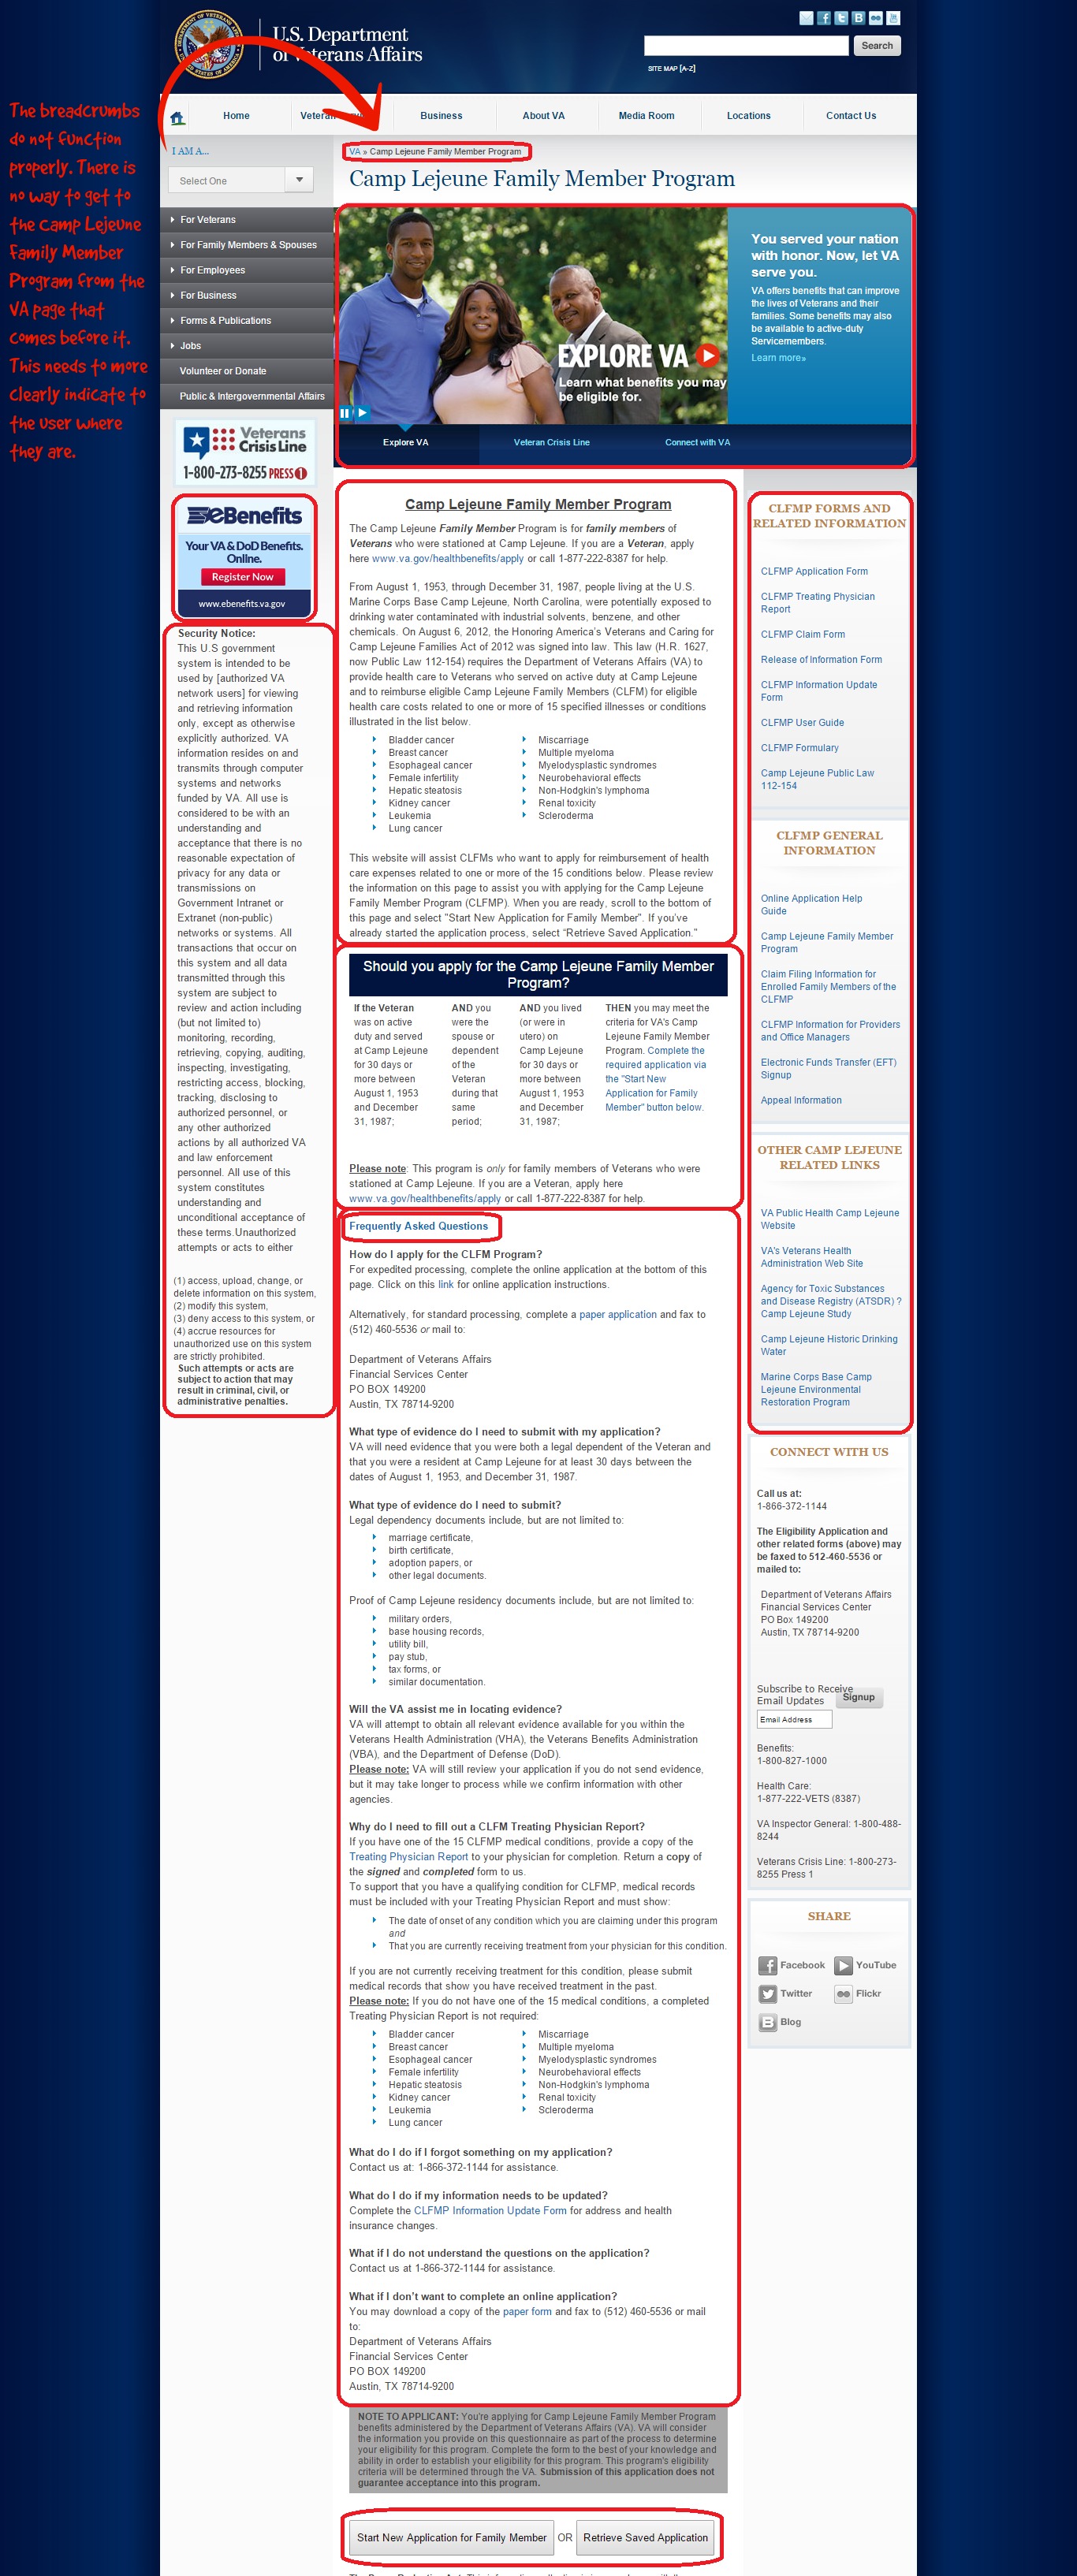 U.S. Department
of Veterans Affairs
Search
SITE MAP [A-Z]
The breadcrumbs
do not function
properly. There is
no way to get to
the Camp Lejeune
Family Member
Program from the
VA page that
comes before it.
This needs to more
clearly indicate to
the user where
they are.
Home
Business
About VA
Media Room
Locations
Contact Us
I AM A...
Select One
For Veterans
For Family Members & Spouses
For Employees
For Business
Forms & Publications
Jobs
Volunteer or Donate
Public & Intergovernmental Affairs
Veterans
Crisis Line
1-800-273-8255 PRESS 1
eBenefits
Your VA & DoD Benefits.
Online.
Register Now
www.ebenefits.va.gov
Security Notice:
This U.S government
system is intended to be
used by [authorized VA
network users] for viewing
and retrieving information
only, except as otherwise
explicitly authorized. VA
information resides on and
transmits through computer
systems and networks
funded by VA. All use is
considered to be with an
understanding and
acceptance that there is no
reasonable expectation of
privacy for any data or
transmissions on
Government Intranet or
Extranet (non-public)
networks or systems. All
transactions that occur on
this system and all data
transmitted through this
system are subject to
review and action including
(but not limited to)
monitoring, recording,
retrieving, copying, auditing,
inspecting, investigating,
restricting access, blocking,
tracking, disclosing to
authorized personnel, or
any other authorized
actions by all authorized VA
and law enforcement
personnel. All use of this
system constitutes
understanding and
unconditional acceptance of
these terms.Unauthorized
attempts or acts to either
(1) access, upload, change, or
delete information on this system,
(2) modify this system,
(3) deny access to this system, or
(4) accrue resources for
unauthorized use on this system
are strictly prohibited.
Such attempts or acts are
subject to action that may
result in criminal, civil, or
administrative penalties.
VA » Camp Lejeune Family Member Program
Camp Lejeune Family Member Program
EXPLORE VA
Learn what benefits you may
be eligible for.
You served your nation
with honor. Now, let VA
serve you.
VA offers benefits that can improve
the lives of Veterans and their
families. Some benefits may also
be available to active-duty
Servicemembers.
Learn more»
Explore VA
Veteran Crisis Line
Connect with VA
Camp Lejeune Family Member Program
The Camp Lejeune Family Member Program is for family members of
Veterans who were stationed at Camp Lejeune. If you are a Veteran, apply
here www.va.gov/healthbenefits/apply or call 1-877-222-8387 for help.
From August 1, 1953, through December 31, 1987, people living at the U.S.
Marine Corps Base Camp Lejeune, North Carolina, were potentially exposed to
drinking water contaminated with industrial solvents, benzene, and other
chemicals. On August 6, 2012, the Honoring America's Veterans and Caring for
Camp Lejeune Families Act of 2012 was signed into law. This law (H.R. 1627,
now Public Law 112-154) requires the Department of Veterans Affairs (VA) to
provide health care to Veterans who served on active duty at Camp Lejeune
and to reimburse eligible Camp Lejeune Family Members (CLFM) for eligible
health care costs related to one or more of 15 specified illnesses or conditions
illustrated in the list below.
Bladder cancer
Breast cancer
Esophageal cancer
Female infertility
Hepatic steatosis
Kidney cancer
Leukemia
Lung cancer
Miscarriage
Multiple myeloma
Myelodysplastic syndromes
Neurobehavioral effects
Non-Hodgkin's lymphoma
Renal toxicity
Scleroderma
This website will assist CLFMs who want to apply for reimbursement of health
care expenses related to one or more of the 15 conditions below. Please review
the information on this page to assist you with applying for the Camp Lejeune
Family Member Program (CLFMP). When you are ready, scroll to the bottom of
this page and select "Start New Application for Family Member". If you've
already started the application process, select "Retrieve Saved Application."
Should you apply for the Camp Lejeune Family Member
Program?
If the Veteran
was on active
duty and served
at Camp Lejeune
for 30 days or
more between
August 1, 1953
and December
31, 1987;
AND you
were the
spouse or
dependent
of the
Veteran
during that
same
period;
AND you lived
(or were in
utero) on
Camp Lejeune
for 30 days or
more between
August 1, 1953
and December
31, 1987;
THEN you may meet the
criteria for VA's Camp
Lejeune Family Member
Program. Complete the
required application via
the "Start New
Application for Family
Member" button below.
Please note: This program is only for family members of Veterans who were
stationed at Camp Lejeune. If you are a Veteran, apply here
www.va.gov/healthbenefits/apply or call 1-877-222-8387 for help.
Frequently Asked Questions
How do I apply for the CLFM Program?
For expedited processing, complete the online application at the bottom of this
page. Click on this link for online application instructions.
Alternatively, for standard processing, complete a paper application and fax to
(512) 460-5536 or mail to:
Department of Veterans Affairs
Financial Services Center
PO BOX 149200
Austin, TX 78714-9200
What type of evidence do I need to submit with my application?
VA will need evidence that you were both a legal dependent of the Veteran and
that you were a resident at Camp Lejeune for at least 30 days between the
dates of August 1, 1953, and December 31, 1987.
What type of evidence do I need to submit?
Legal dependency documents include, but are not limited to:
marriage certificate,
birth certificate,
adoption papers, or
other legal documents.
Proof of Camp Lejeune residency documents include, but are not limited to:
military orders,
base housing records,
utility bill,
pay stub,
tax forms, or
similar documentation.
Will the VA assist me in locating evidence?
VA will attempt to obtain all relevant evidence available for you within the
Veterans Health Administration (VHA), the Veterans Benefits Administration
(VBA), and the Department of Defense (DoD).
Please note: VA will still review your application if you do not send evidence,
but it may take longer to process while we confirm information with other
agencies.
Why do I need to fill out a CLFM Treating Physician Report?
If you have one of the 15 CLFMP medical conditions, provide a copy of the
Treating Physician Report to your physician for completion. Return a copy of
the signed and completed form to us.
To support that you have a qualifying condition for CLFMP, medical records
must be included with your Treating Physician Report and must show:
The date of onset of any condition which you are claiming under this program
and
That you are currently receiving treatment from your physician for this condition.
If you are not currently receiving treatment for this condition, please submit
medical records that show you have received treatment in the past.
Please note: If you do not have one of the 15 medical conditions, a completed
Treating Physician Report is not required:
Bladder cancer
Breast cancer
Esophageal cancer
Female infertility
Hepatic steatosis
Kidney cancer
Leukemia
Lung cancer
Miscarriage
Multiple myeloma
Myelodysplastic syndromes
Neurobehavioral effects
Non-Hodgkin's lymphoma
Renal toxicity
Scleroderma
What do I do if I forgot something on my application?
Contact us at: 1-866-372-1144 for assistance.
What do I do if my information needs to be updated?
Complete the CLFMP Information Update Form for address and health
insurance changes.
What if I do not understand the questions on the application?
Contact us at 1-866-372-1144 for assistance.
What if I don't want to complete an online application?
You may download a copy of the paper form and fax to (512) 460-5536 or mail
to:
Department of Veterans Affairs
Financial Services Center
PO BOX 149200
Austin, TX 78714-9200
NOTE TO APPLICANT: You're applying for Camp Lejeune Family Member Program
benefits administered by the Department of Veterans Affairs (VA). VA will consider
the information you provide on this questionnaire as part of the process to determine
your eligibility for this program. Complete the form to the best of your knowledge and
ability in order to establish your eligibility for this program. This program's eligibility
criteria will be determined through the VA. Submission of this application does not
guarantee acceptance into this program.
Start New Application for Family Member OR Retrieve Saved Application
CLFMP FORMS AND
RELATED INFORMATION
CLFMP Application Form
CLFMP Treating Physician
Report
CLFMP Claim Form
Release of Information Form
CLFMP Information Update
Form
CLFMP User Guide
CLFMP Formulary
Camp Lejeune Public Law
112-154
CLFMP GENERAL
INFORMATION
Online Application Help
Guide
Camp Lejeune Family Member
Program
Claim Filing Information for
Enrolled Family Members of the
CLFMP
CLFMP Information for Providers
and Office Managers
Electronic Funds Transfer (EFT)
Signup
Appeal Information
OTHER CAMP LEJEUNE
RELATED LINKS
VA Public Health Camp Lejeune
Website
VA's Veterans Health
Administration Web Site
Agency for Toxic Substances
and Disease Registry (ATSDR) ?
Camp Lejeune Study
Camp Lejeune Historic Drinking
Water
Marine Corps Base Camp
Lejeune Environmental
Restoration Program
CONNECT WITH US
Call us at:
1-866-372-1144
The Eligibility Application and
other related forms (above) may
be faxed to 512-460-5536 or
mailed to:
Department of Veterans Affairs
Financial Services Center
PO Box 149200
Austin, TX 78714-9200
Subscribe to Receive
Email Updates
Signup
Email Address
Benefits:
1-800-827-1000
Health Care:
1-877-222-VETS (8387)
VA Inspector General: 1-800-488-
8244
Veterans Crisis Line: 1-800-273-
8255 Press 1
SHARE
Facebook
YouTube
Twitter
Flickr
Blog